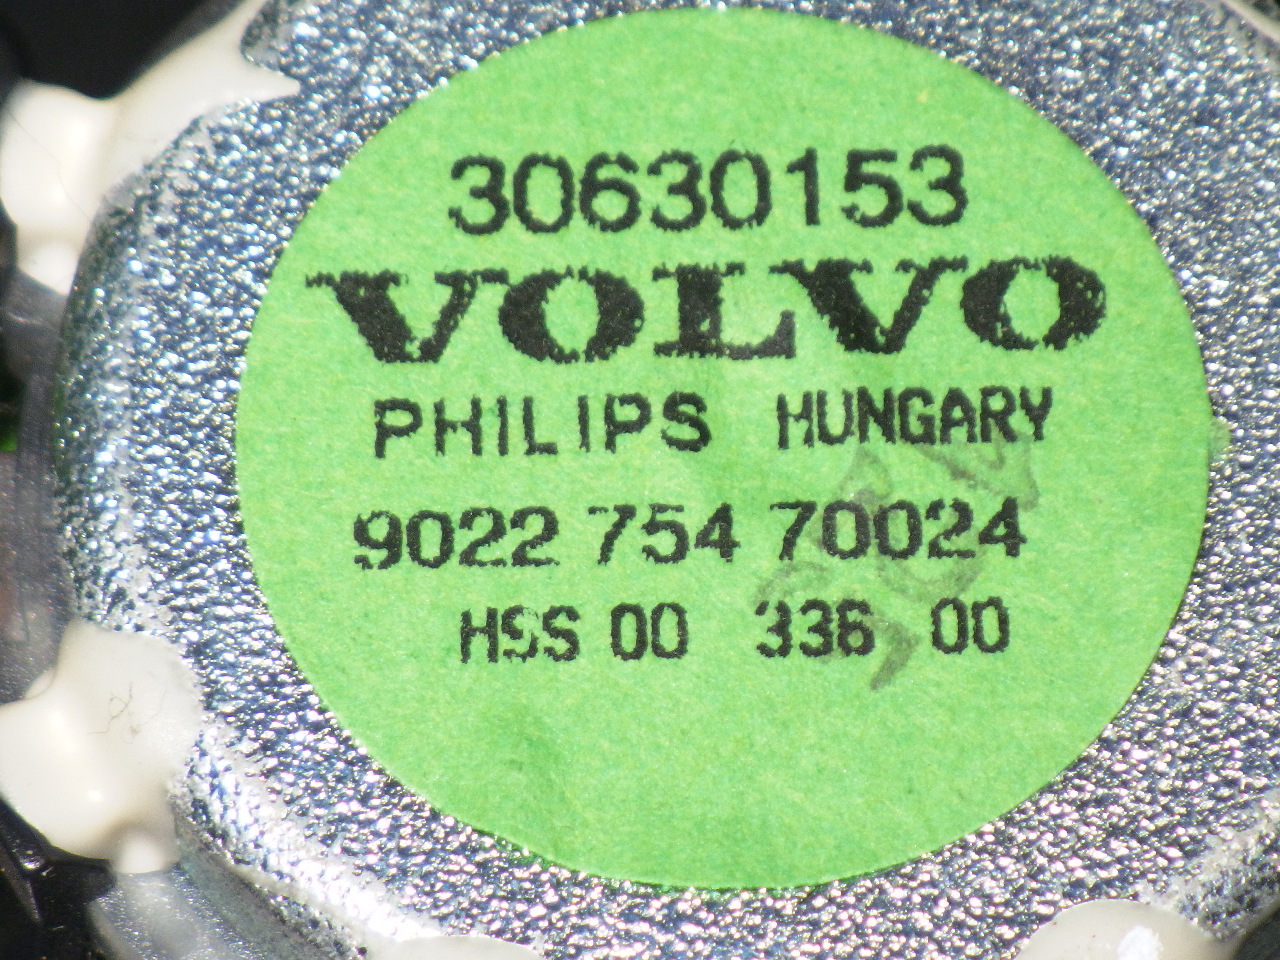 30630153
VOLVO
PHILIPS HUNGARY
9022 754 70024
HSS 00 336 00